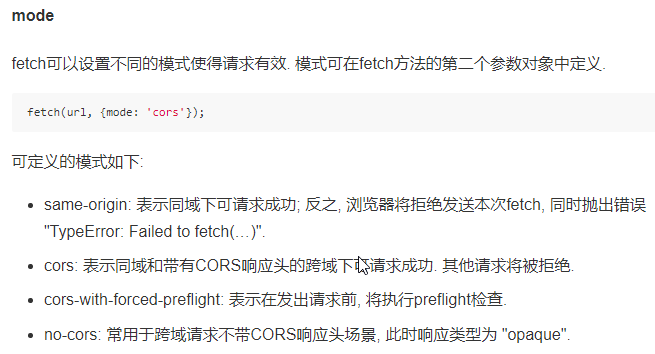 mode
fetch可以设置不同的模式使得请求有效. 模式可在fetch方法的第二个参数对象中定义.
fetch(url, {mode: 'cors'});
可定义的模式如下:
same-origin: 表示同域下可请求成功; 反之, 浏览器将拒绝发送本次fetch, 同时抛出错误
"TypeError: Failed to fetch(…)".
cors: 表示同域和带有CORS响应头的跨域下可请求成功. 其他请求将被拒绝.
cors-with-forced-preflight: 表示在发出请求前, 将执行preflight检查.
no-cors: 常用于跨域请求不带CORS响应头场景, 此时响应类型为 "opaque".